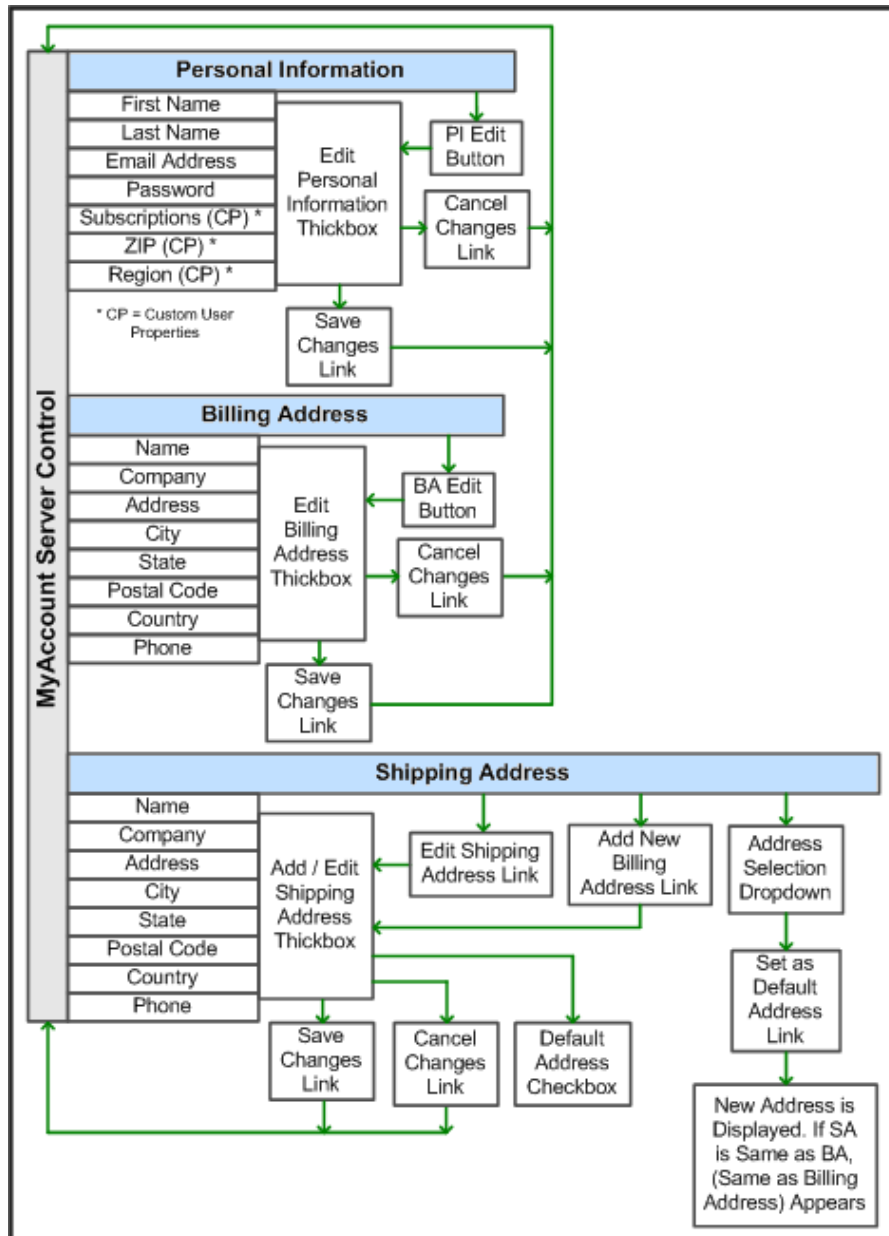 MyAccount Server Control
Personal Information
First Name
Last Name
Email Address
Password
Subscriptions (CP) *
ZIP (CP) *
Region (CP) *
* CP = Custom User
Properties
Edit
Personal
Information
Thickbox
PI Edit
Button
Cancel
Changes
Link
Save
Changes
Link
Billing Address
Name
Company
Address
City
State
Postal Code
Country
Phone
Edit
Billing
Address
Thickbox
BA Edit
Button
Cancel
Changes
Link
Save
Changes
Link
Shipping Address
Name
Company
Address
City
State
Postal Code
Country
Phone
Add / Edit
Shipping
Address
Thickbox
Edit Shipping
Address Link
Add New
Billing
Address Link
Address
Selection
Dropdown
Save
Changes
Link
Cancel
Changes
Link
Default
Address
Checkbox
Set as
Default
Address
Link
New Address is
Displayed. If SA
is Same as BA,
(Same as Billing
Address) Appears